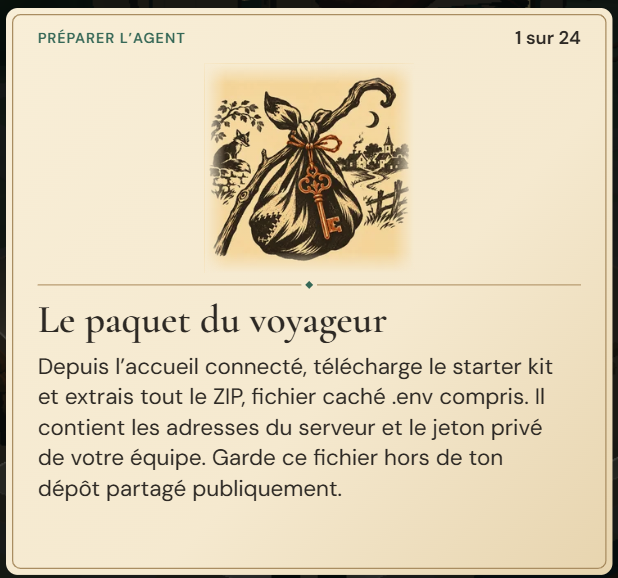 PRÉPARER L’AGENT
1 sur 24
Le paquet du voyageur
Depuis l’accueil connecté, télécharge le starter kit
et extrais tout le ZIP, fichier caché .env compris. Il
contient les adresses du serveur et le jeton privé
de votre équipe. Garde ce fichier hors de ton
dépôt partagé publiquement.